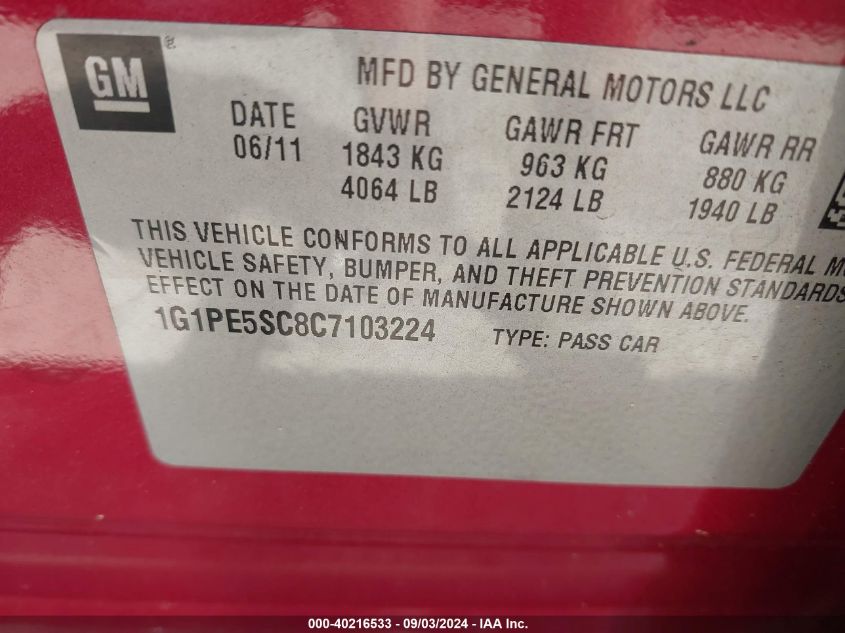 GM®
MFD BY GENERAL MOTORS LLC
DATE GVWR GAWR FRT GAWR RR
06/11 1843 KG 963 KG 880 KG
4064 LB 2124 LB 1940 LB
THIS VEHICLE CONFORMS TO ALL APPLICABLE U.S. FEDERAL M
VEHICLE SAFETY, BUMPER, AND THEFT PREVENTION STANDARDS
EFFECT ON THE DATE OF MANUFACTURE SHOWN ABOVE.
1G1PE5SC8C7103224 TYPE: PASS CAR
000-40216533 - 09/03/2024 - IAA Inc.